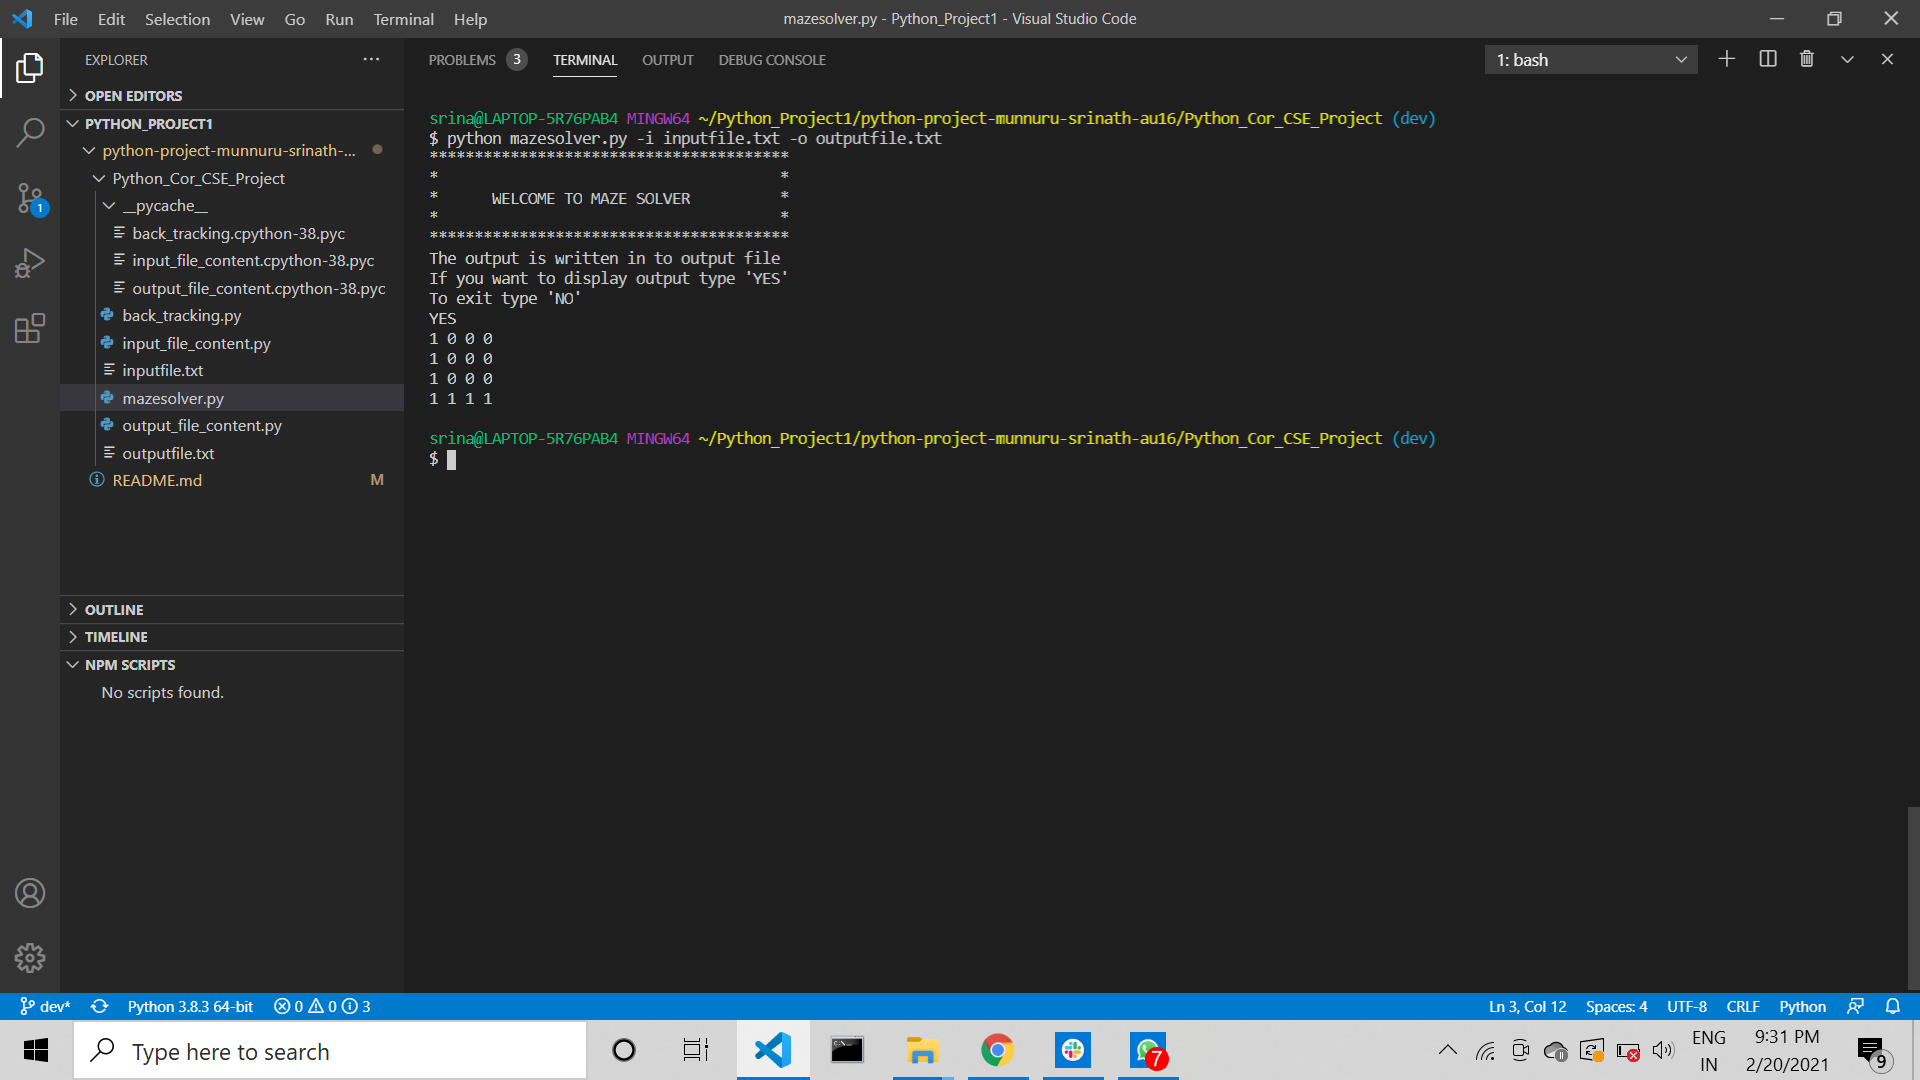 File Edit Selection View Go Run Terminal Help
mazesolver.py - Python_Project1 - Visual Studio Code
EXPLORER
OPEN EDITORS
PYTHON_PROJECT1
python-project-munnuru-srinath-...
Python_Cor_CSE_Project
__pycache__
back_tracking.cpython-38.pyc
input_file_content.cpython-38.pyc
output_file_content.cpython-38.pyc
back_tracking.py
input_file_content.py
inputfile.txt
mazesolver.py
output_file_content.py
outputfile.txt
README.md M
OUTLINE
TIMELINE
NPM SCRIPTS
No scripts found.
1
PROBLEMS 3 TERMINAL OUTPUT DEBUG CONSOLE
1: bash
srina@LAPTOP-5R76PAB4 MINGW64 ~/Python_Project1/python-project-munnuru-srinath-au16/Python_Cor_CSE_Project (dev)
$ python mazesolver.py -i inputfile.txt -o outputfile.txt
****************************************
* *
* WELCOME TO MAZE SOLVER *
* *
****************************************
The output is written in to output file
If you want to display output type 'YES'
To exit type 'NO'
YES
1 0 0 0
1 0 0 0
1 0 0 0
1 1 1 1
srina@LAPTOP-5R76PAB4 MINGW64 ~/Python_Project1/python-project-munnuru-srinath-au16/Python_Cor_CSE_Project (dev)
$
dev* Python 3.8.3 64-bit 0 0 3
Ln 3, Col 12 Spaces: 4 UTF-8 CRLF Python
Type here to search
7
ENG
IN
9:31 PM
2/20/2021
9